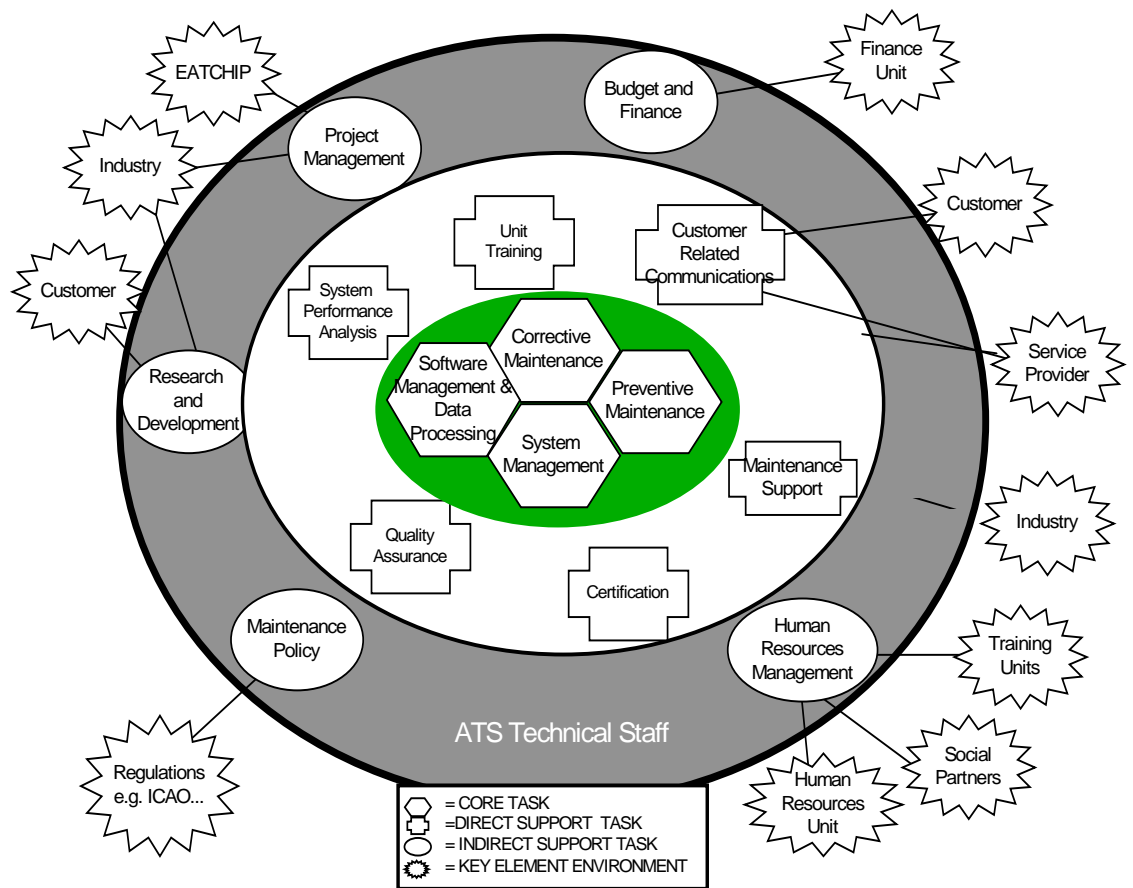 EATCHIP
Finance
Unit
Budget and
Finance
Project
Management
Industry
Customer
Unit
Training
Customer
Related
Communications
Customer
System
Performance
Analysis
Corrective
Maintenance
Software
Management &
Data
Processing
Preventive
Maintenance
Service
Provider
Research
and
Development
System
Management
Maintenance
Support
Industry
Quality
Assurance
Certification
Maintenance
Policy
Human
Resources
Management
Training
Units
ATS Technical Staff
Regulations
e.g. ICAO...
Social
Partners
Human
Resources
Unit
= CORE TASK
=DIRECT SUPPORT TASK
= INDIRECT SUPPORT TASK
= KEY ELEMENT ENVIRONMENT